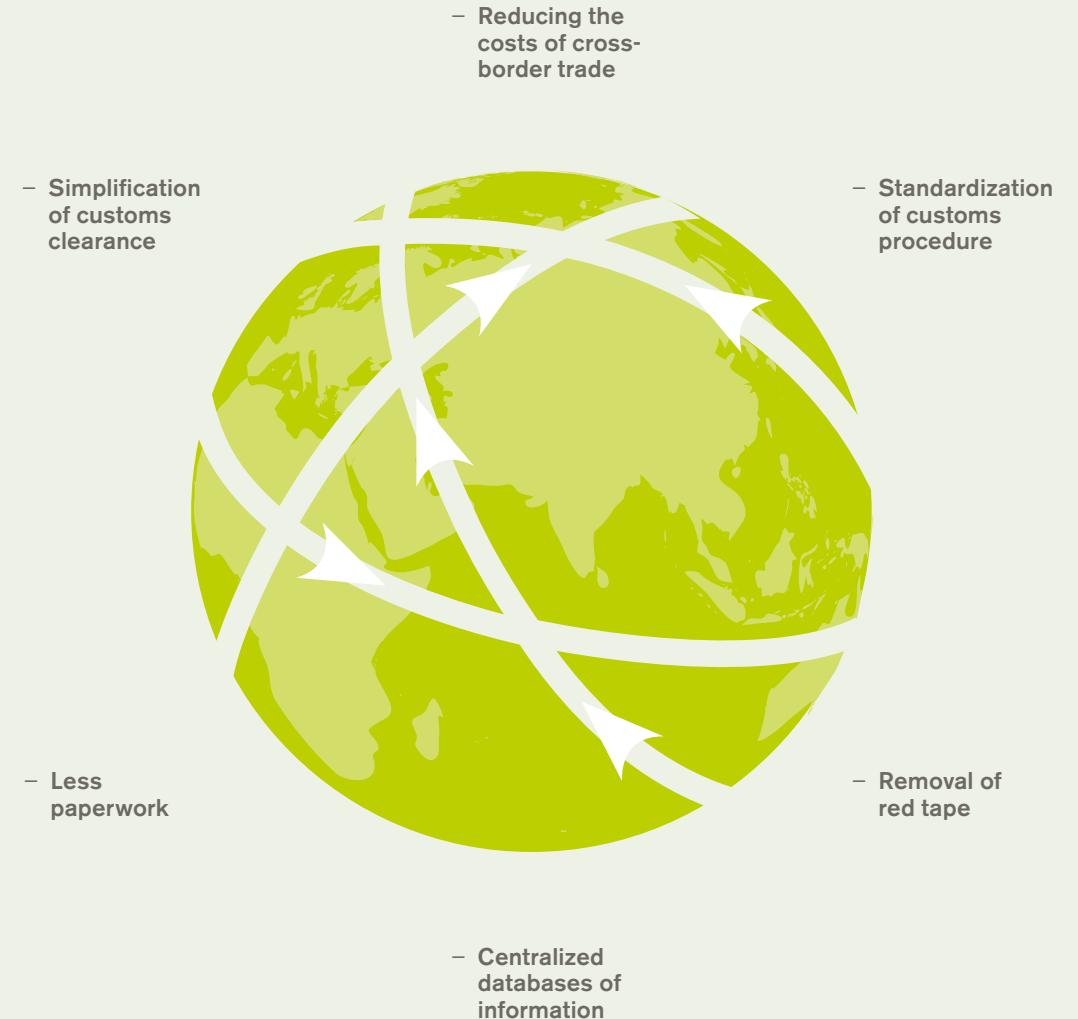 – Reducing the
costs of cross-
border trade
– Simplification
of customs
clearance
– Standardization
of customs
procedure
– Less
paperwork
– Removal of
red tape
– Centralized
databases of
information